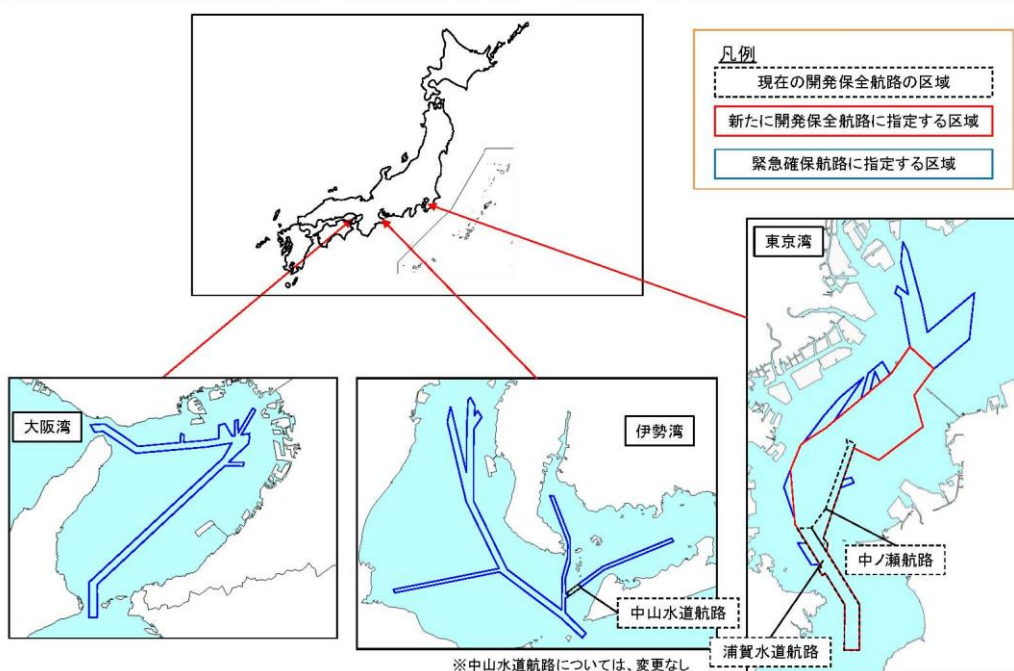 凡例
現在の開発保全航路の区域
新たに開発保全航路に指定する区域
緊急確保航路に指定する区域
東京湾
大阪湾
伊勢湾
中ノ瀬航路
中山水道航路
浦賀水道航路
※中山水道航路については、変更なし